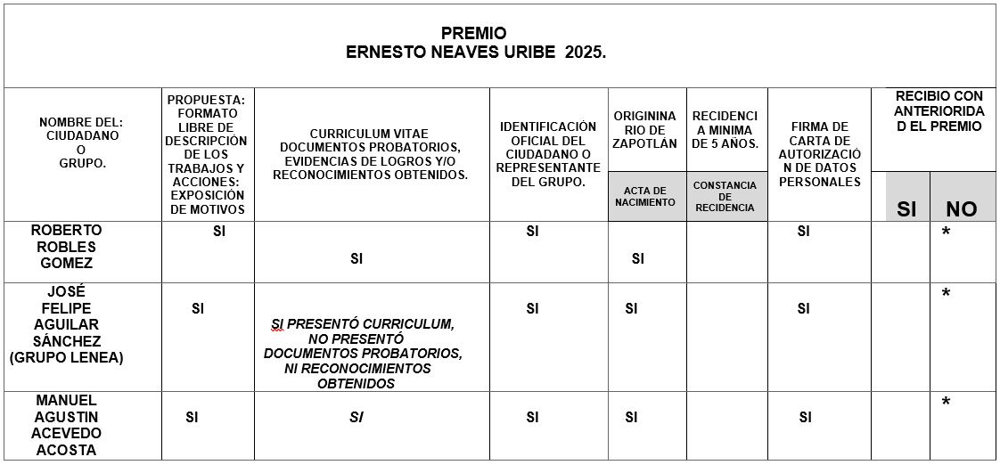 PREMIO
ERNESTO NEAVES URIBE  2025.
NOMBRE DEL:
CIUDADANO
O
GRUPO.
PROPUESTA:
FORMATO
LIBRE DE
DESCRIPCIÓN
DE LOS
TRABAJOS Y
ACCIONES:
EXPOSICIÓN
DE MOTIVOS
CURRICULUM VITAE
DOCUMENTOS PROBATORIOS,
EVIDENCIAS DE LOGROS Y/O
RECONOCIMIENTOS OBTENIDOS.
IDENTIFICACIÓN
OFICIAL DEL
CIUDADANO O
REPRESENTANTE
DEL GRUPO.
ORIGININA
RIO DE
ZAPOTLÁN
ACTA DE
NACIMIENTO
RECIDENCI
A MINIMA
DE 5 AÑOS.
CONSTANCIA
DE
RECIDENCIA
FIRMA DE
CARTA DE
AUTORIZACIÓ
N DE DATOS
PERSONALES
RECIBIO CON
ANTERIORIDA
D EL PREMIO
SI
NO
ROBERTO
ROBLES
GOMEZ
SI
SI
SI
SI
SI
*
JOSÉ
FELIPE
AGUILAR
SÁNCHEZ
(GRUPO LENEA)
SI
SI PRESENTÓ CURRICULUM,
NO PRESENTÓ
DOCUMENTOS PROBATORIOS,
NI RECONOCIMIENTOS
OBTENIDOS
SI
SI
SI
*
MANUEL
AGUSTIN
ACEVEDO
ACOSTA
SI
SI
SI
SI
SI
*